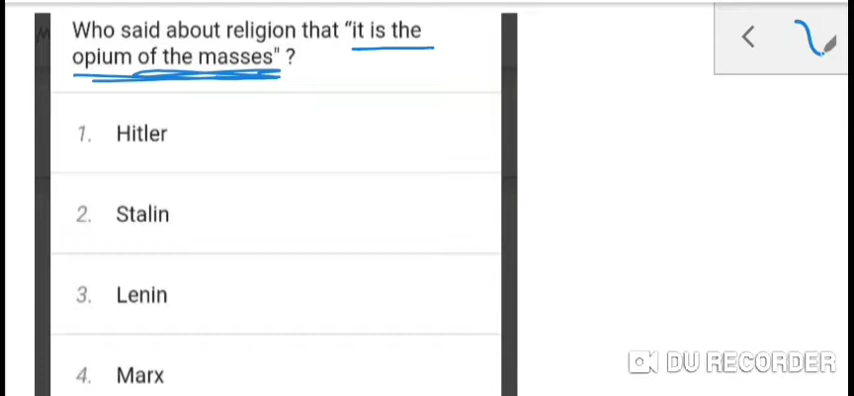 Who said about religion that “it is the
opium of the masses" ?
1. Hitler
2. Stalin
3. Lenin
4. Marx
DU RECORDER